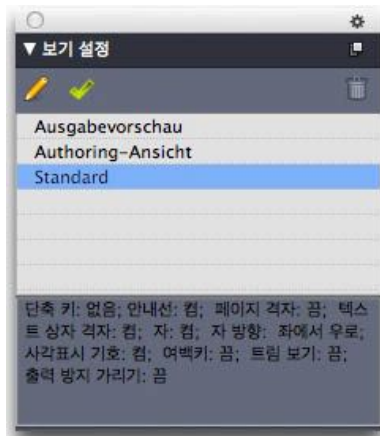 ▼ 보기 설정
Ausgabevorschau
Authoring-Ansicht
Standard
단축 키: 없음; 안내선: 켬; 페이지 격자: 끔; 텍스
트 상자 격자: 켬; 자: 켬; 자 방향: 좌에서 우로;
사각표시 기호: 켬; 여백키: 끔; 트림 보기: 끔;
출력 방지 가리기: 끔